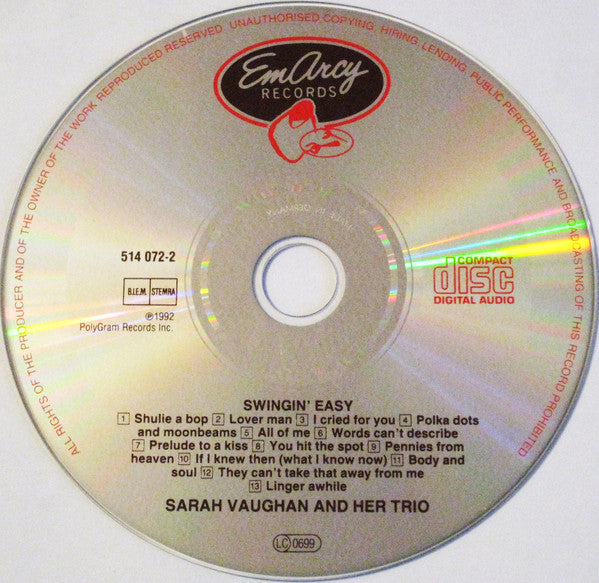 ALL RIGHTS OF THE PRODUCER AND OF THE OWNER OF THE WORK REPRODUCED RESERVED UNAUTHORISED COPYING HIRING LENDING PUBLIC PERFORMANCE AND BROADCASTING OF THIS RECORD PROHIBITED
EmArcy
RECORDS
MADE IN GERMANY
514 072-2
B.I.E.M. STEMRA
℗1992
PolyGram Records Inc.
COMPACT
disc
DIGITAL AUDIO
SWINGIN' EASY
1 Shulie a bop 2 Lover man 3 I cried for you 4 Polka dots
and moonbeams 5 All of me 6 Words can't describe
7 Prelude to a kiss 8 You hit the spot 9 Pennies from
heaven 10 If I knew then (what I know now) 11 Body and
soul 12 They can't take that away from me
13 Linger awhile
SARAH VAUGHAN AND HER TRIO
LC 0699